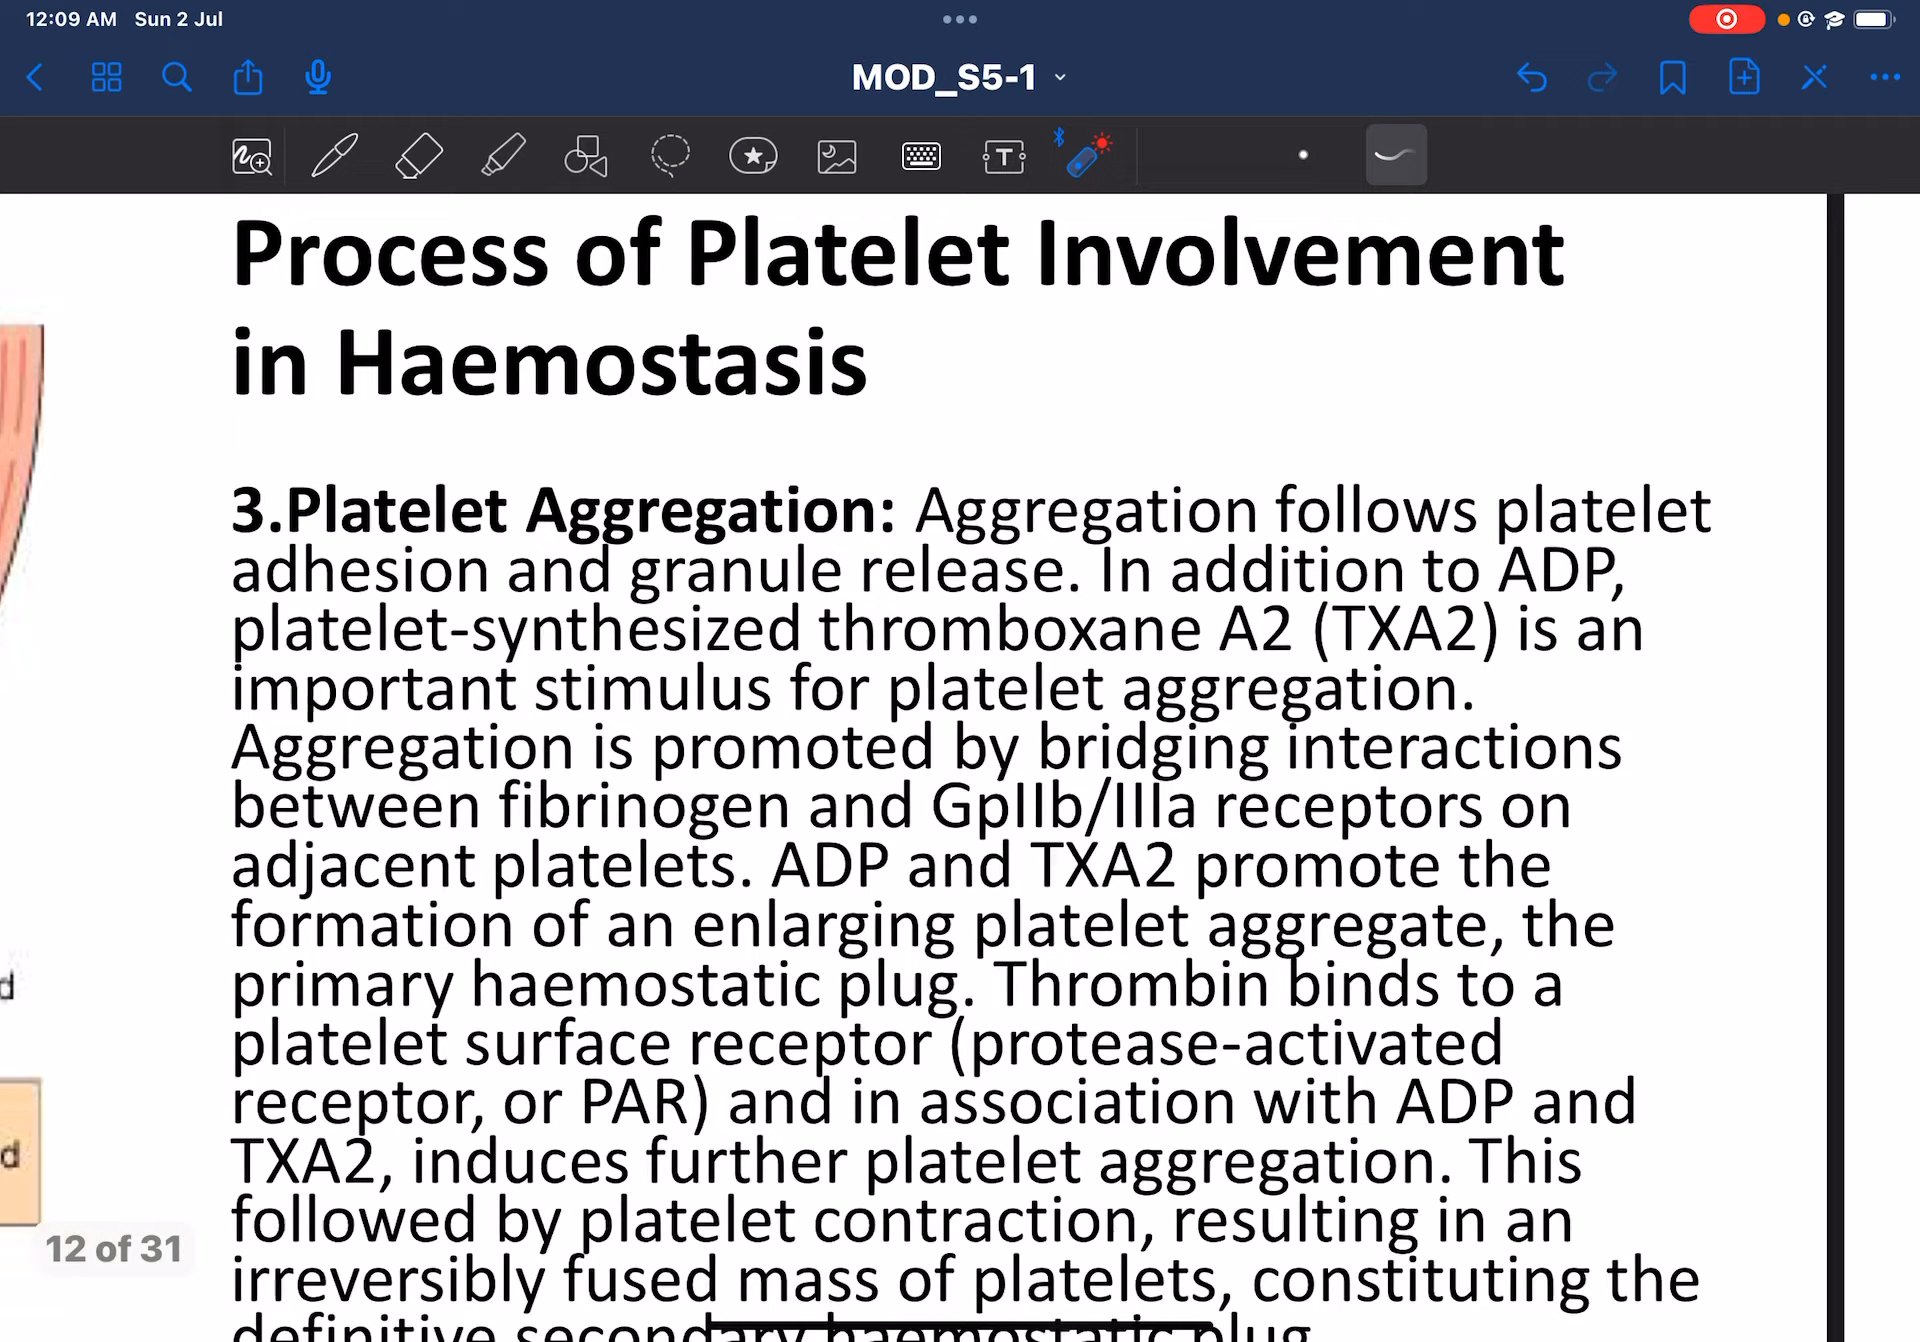 12:09 AM Sun 2 Jul
MOD_S5-1
T
Process of Platelet Involvement
in Haemostasis
3.Platelet Aggregation: Aggregation follows platelet
adhesion and granule release. In addition to ADP,
platelet-synthesized thromboxane A2 (TXA2) is an
important stimulus for platelet aggregation.
Aggregation is promoted by bridging interactions
between fibrinogen and GpIIb/IIIa receptors on
adjacent platelets. ADP and TXA2 promote the
formation of an enlarging platelet aggregate, the
primary haemostatic plug. Thrombin binds to a
platelet surface receptor (protease-activated
receptor, or PAR) and in association with ADP and
TXA2, induces further platelet aggregation. This
followed by platelet contraction, resulting in an
irreversibly fused mass of platelets, constituting the
definitive secondary haemostatic plug.
d
d
12 of 31